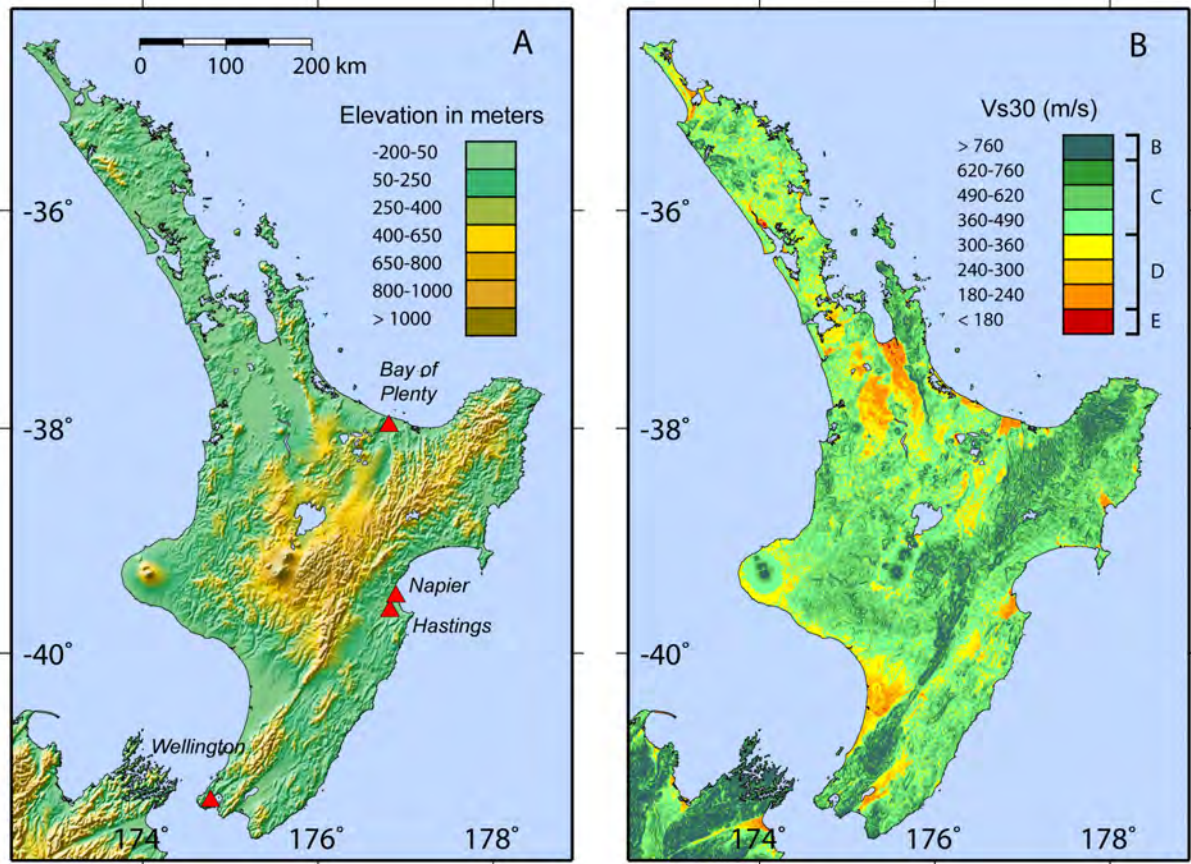 A
0 100 200 km
Elevation in meters
-200-50
50-250
250-400
400-650
650-800
800-1000
> 1000
Bay of
Plenty
Napier
Hastings
Wellington
-36°
-38°
-40°
174° 176° 178°
B
Vs30 (m/s)
> 760
620-760
490-620
360-490
300-360
240-300
180-240
< 180
B
C
D
E
-36°
-38°
-40°
174° 176° 178°